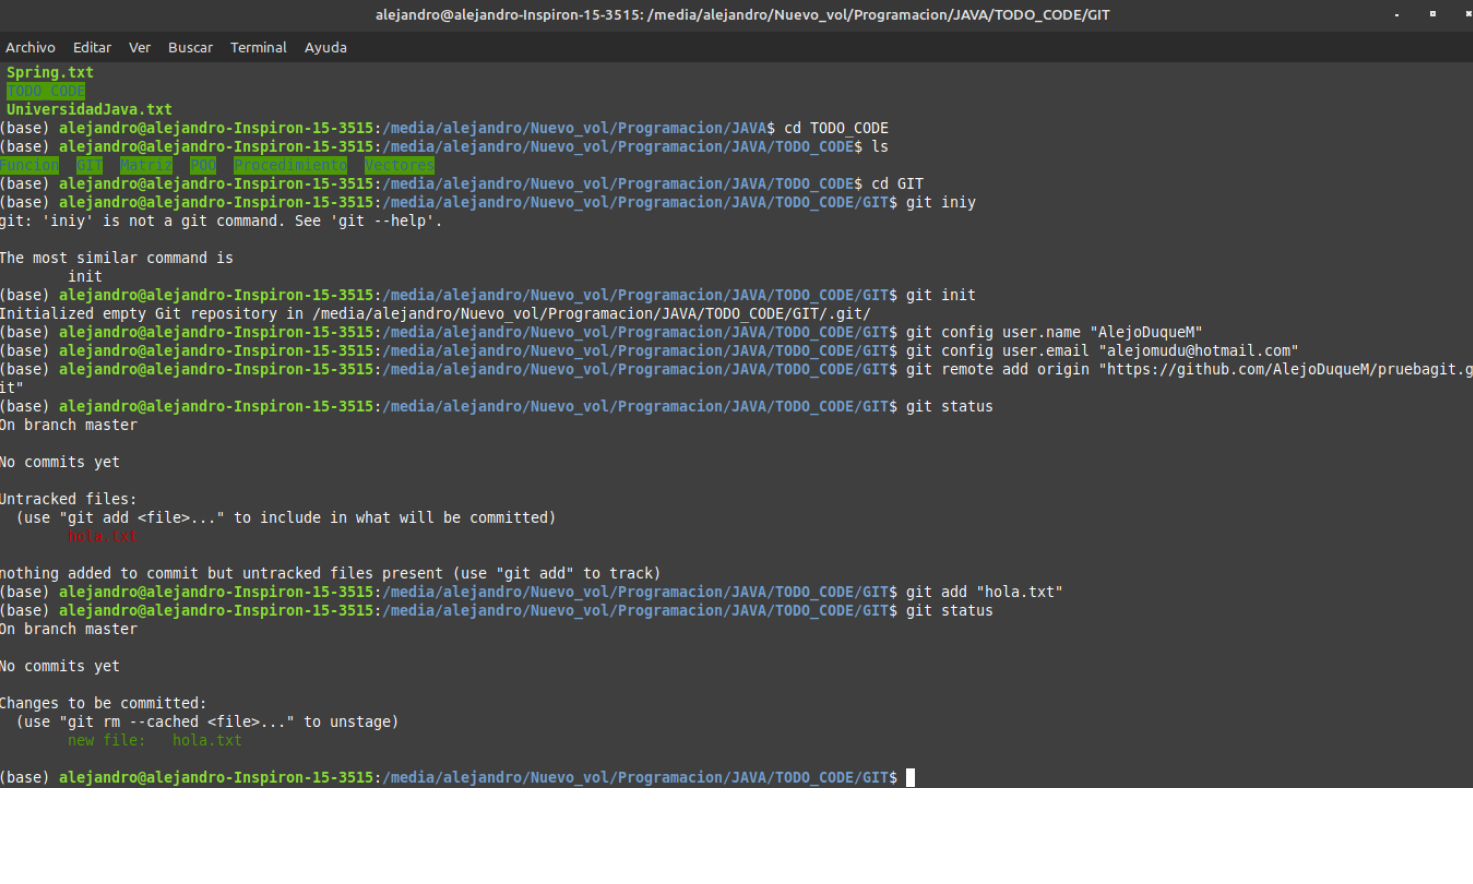 alejandro@alejandro-Inspiron-15-3515: /media/alejandro/Nuevo_vol/Programacion/JAVA/TODO_CODE/GIT
Archivo Editar Ver Buscar Terminal Ayuda
Spring.txt
TODO_CODE
UniversidadJava.txt
(base) alejandro@alejandro-Inspiron-15-3515:/media/alejandro/Nuevo_vol/Programacion/JAVA$ cd TODO_CODE
(base) alejandro@alejandro-Inspiron-15-3515:/media/alejandro/Nuevo_vol/Programacion/JAVA/TODO_CODE$ ls
Funcion GIT Matriz POO Procedimiento Vectores
(base) alejandro@alejandro-Inspiron-15-3515:/media/alejandro/Nuevo_vol/Programacion/JAVA/TODO_CODE$ cd GIT
(base) alejandro@alejandro-Inspiron-15-3515:/media/alejandro/Nuevo_vol/Programacion/JAVA/TODO_CODE/GIT$ git iniy
git: 'iniy' is not a git command. See 'git --help'.
The most similar command is
init
(base) alejandro@alejandro-Inspiron-15-3515:/media/alejandro/Nuevo_vol/Programacion/JAVA/TODO_CODE/GIT$ git init
Initialized empty Git repository in /media/alejandro/Nuevo_vol/Programacion/JAVA/TODO_CODE/GIT/.git/
(base) alejandro@alejandro-Inspiron-15-3515:/media/alejandro/Nuevo_vol/Programacion/JAVA/TODO_CODE/GIT$ git config user.name "AlejoDuqueM"
(base) alejandro@alejandro-Inspiron-15-3515:/media/alejandro/Nuevo_vol/Programacion/JAVA/TODO_CODE/GIT$ git config user.email "alejomudu@hotmail.com"
(base) alejandro@alejandro-Inspiron-15-3515:/media/alejandro/Nuevo_vol/Programacion/JAVA/TODO_CODE/GIT$ git remote add origin "https://github.com/AlejoDuqueM/pruebagit.g
it"
(base) alejandro@alejandro-Inspiron-15-3515:/media/alejandro/Nuevo_vol/Programacion/JAVA/TODO_CODE/GIT$ git status
On branch master
No commits yet
Untracked files:
(use "git add <file>..." to include in what will be committed)
hola.txt
nothing added to commit but untracked files present (use "git add" to track)
(base) alejandro@alejandro-Inspiron-15-3515:/media/alejandro/Nuevo_vol/Programacion/JAVA/TODO_CODE/GIT$ git add "hola.txt"
(base) alejandro@alejandro-Inspiron-15-3515:/media/alejandro/Nuevo_vol/Programacion/JAVA/TODO_CODE/GIT$ git status
On branch master
No commits yet
Changes to be committed:
(use "git rm --cached <file>..." to unstage)
new file: hola.txt
(base) alejandro@alejandro-Inspiron-15-3515:/media/alejandro/Nuevo_vol/Programacion/JAVA/TODO_CODE/GIT$